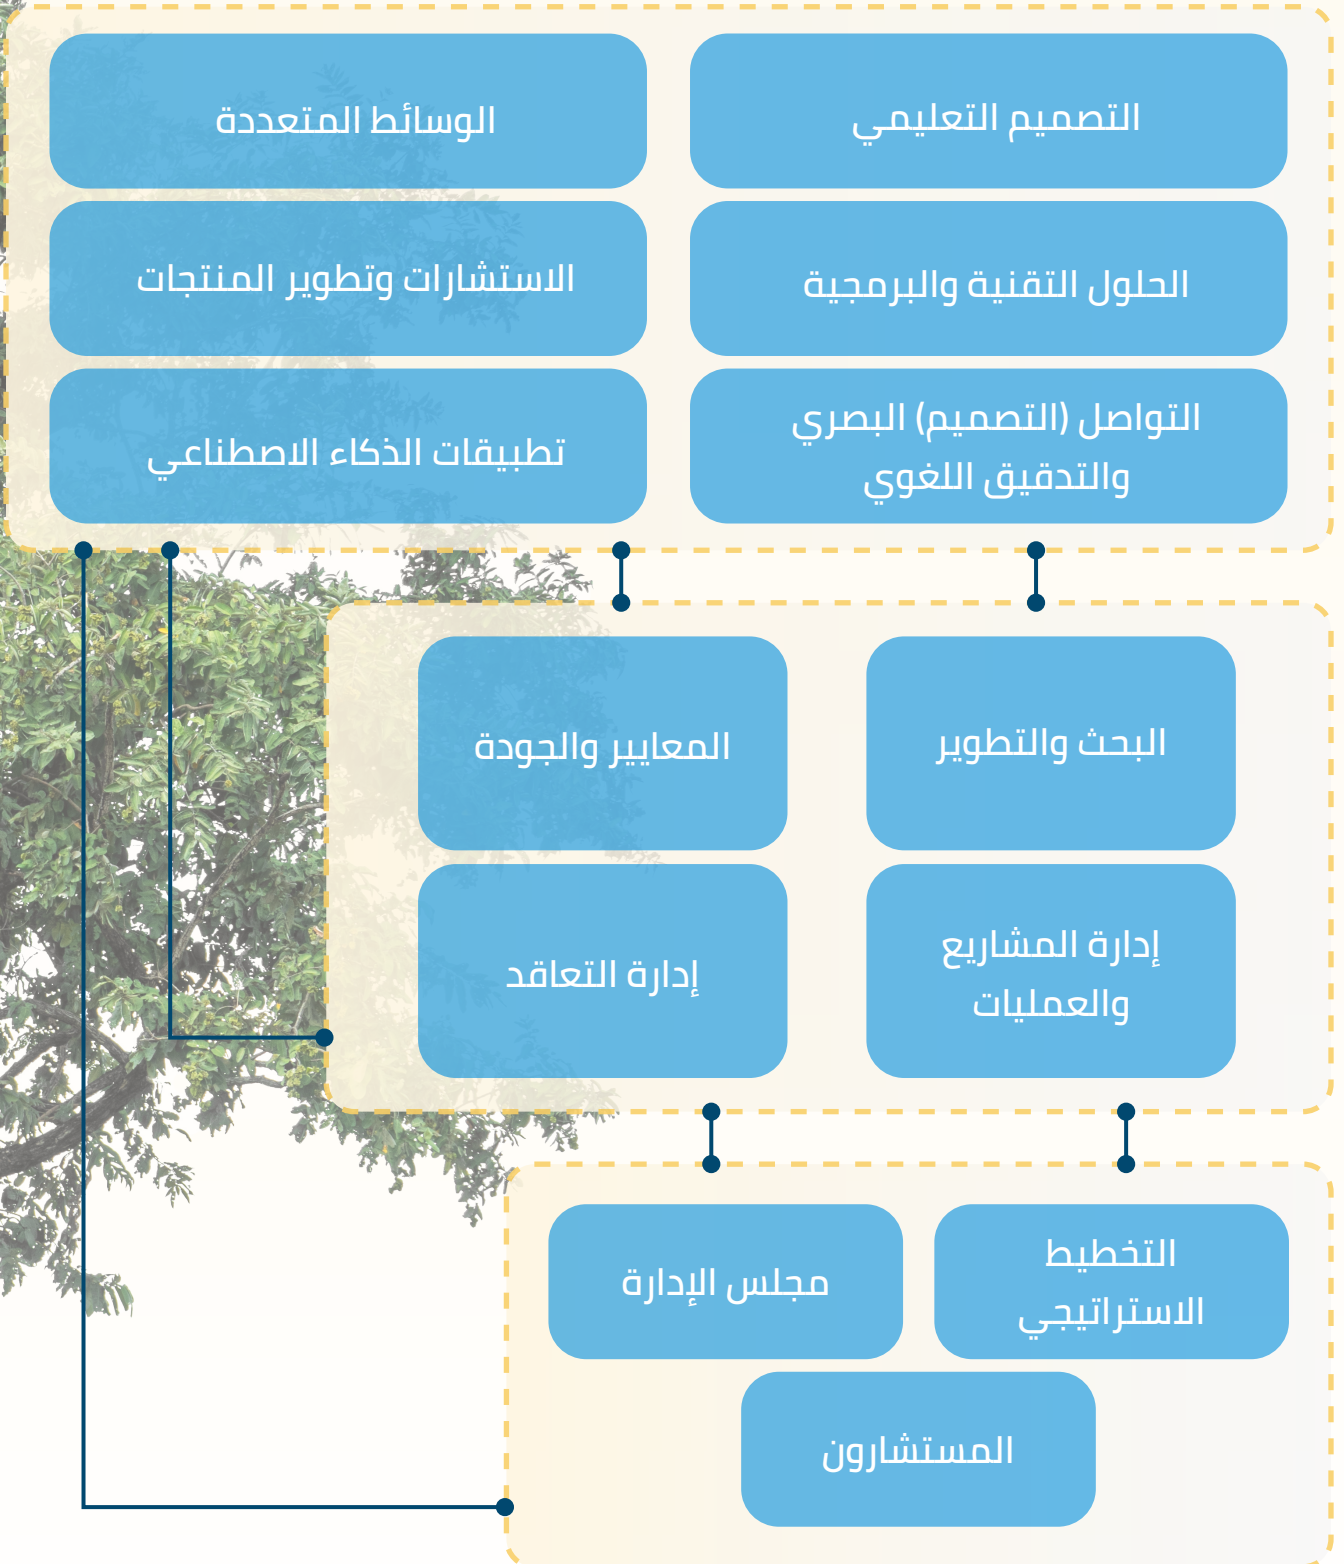 التصميم التعليمي
الوسائط المتعددة
الحلول التقنية والبرمجية
الاستشارات وتطوير المنتجات
التواصل (التصميم) البصري
والتدقيق اللغوي
تطبيقات الذكاء الاصطناعي
البحث والتطوير
المعايير والجودة
إدارة المشاريع
والعمليات
إدارة التعاقد
التخطيط
الاستراتيجي
مجلس الإدارة
المستشارون